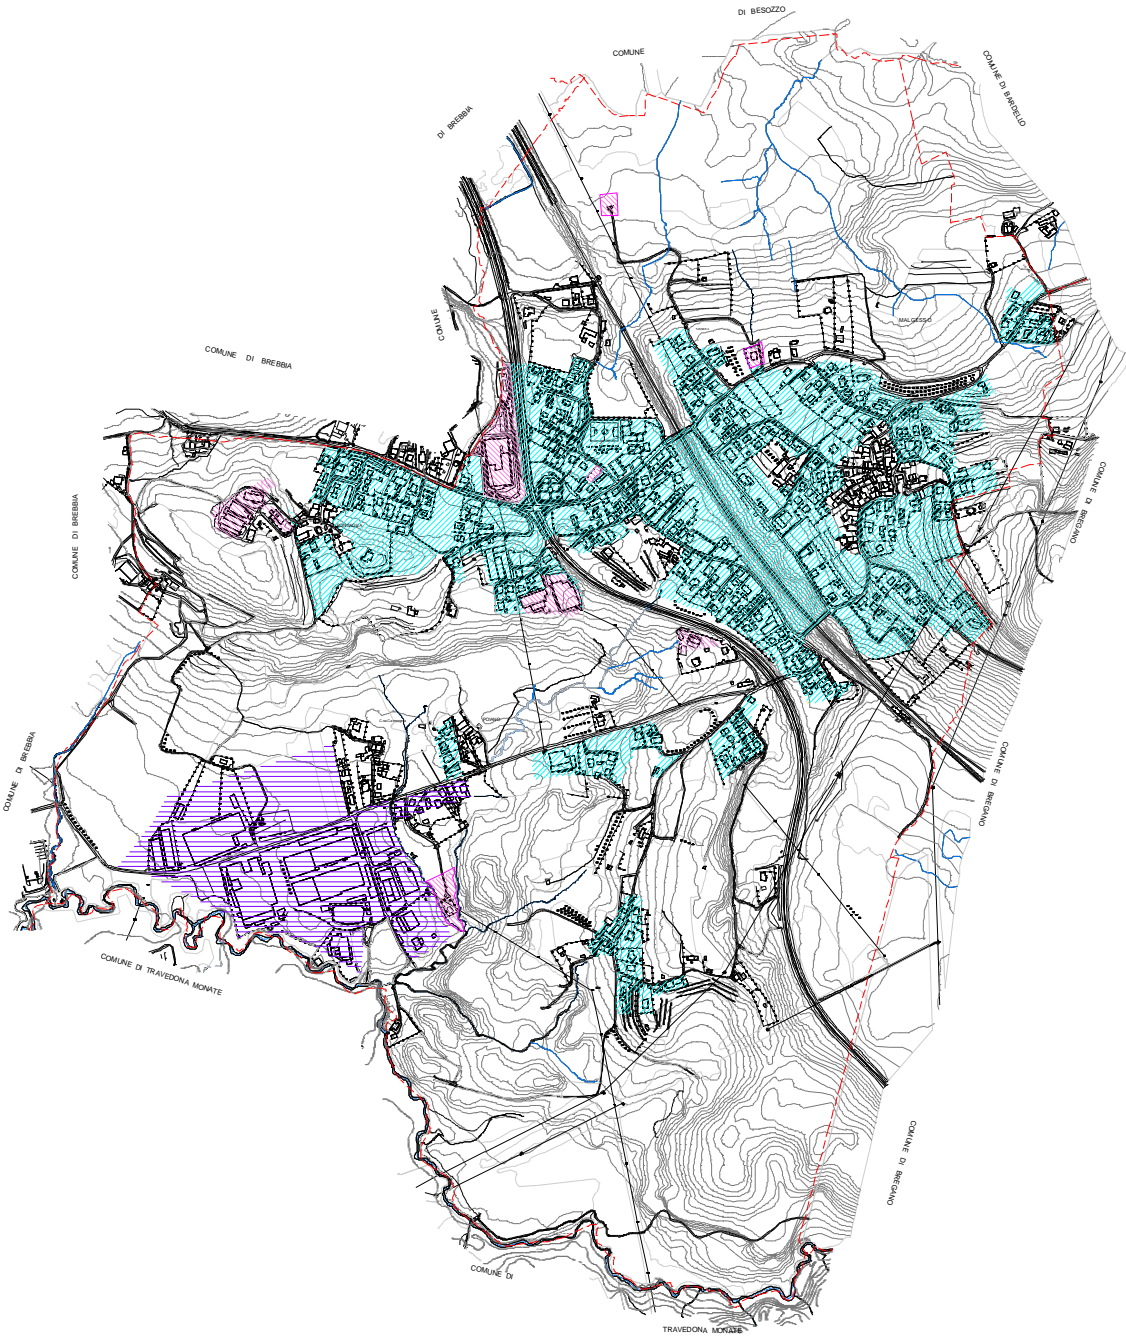 DI BESOZZO
COMUNE
COMUNE DI BARDELLO
DI BREBBIA
COMUNE
MALGESSO
COMUNE DI BREBBIA
COMUNE DI BREBBIA
COMUNE DI BREGANO
COMUNE DI BREBBIA
COMUNE DI BREGANO
COMUNE DI TRAVEDONA MONATE
COMUNE DI BREGANO
COMUNE DI
TRAVEDONA MONATE